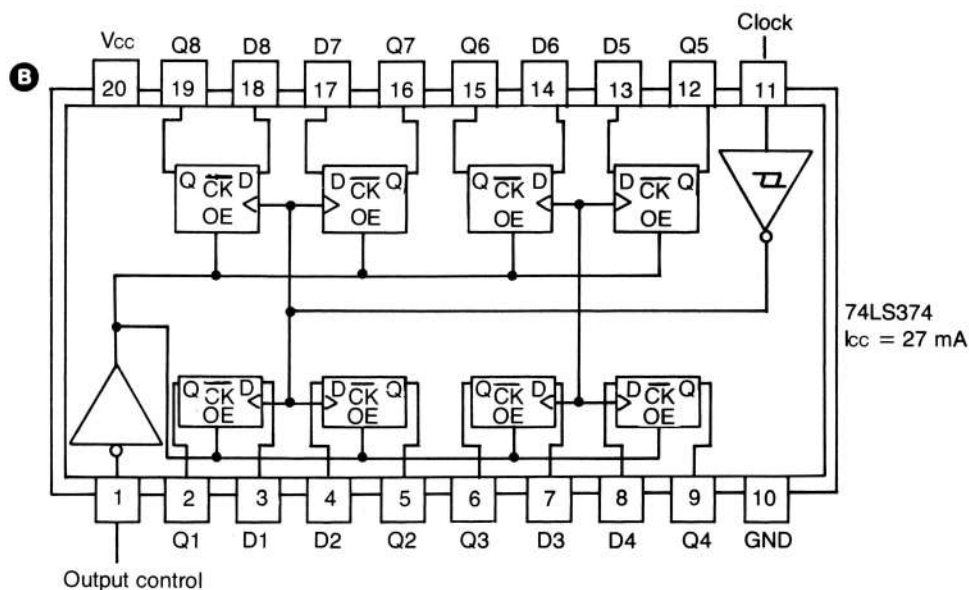 B
Vcc Q8 D8 D7 Q7 Q6 D6 D5 Q5 Clock
20 19 18 17 16 15 14 13 12 11
Q CK D D CK Q Q CK D D CK Q
OE OE OE OE
74LS374
Icc = 27 mA
Q CK D D CK Q Q CK D D CK Q
OE OE OE OE
1 2 3 4 5 6 7 8 9 10
Q1 D1 D2 Q2 Q3 D3 D4 Q4 GND
Output control